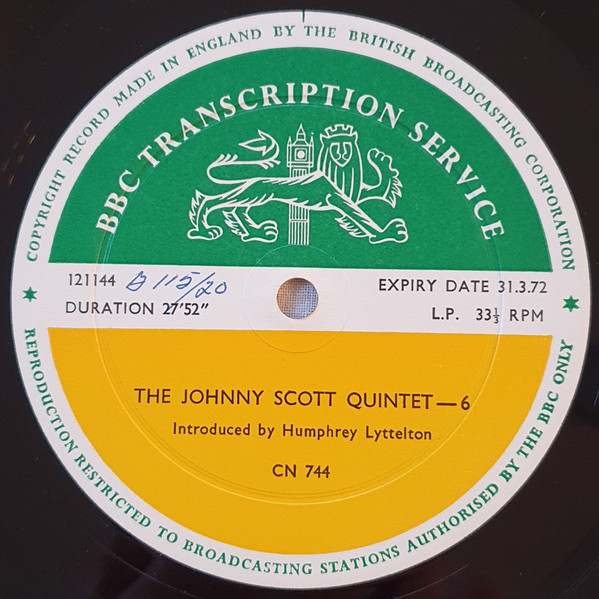 COPYRIGHT RECORD MADE IN ENGLAND BY THE BRITISH BROADCASTING CORPORATION
BBC TRANSCRIPTION SERVICE
121144 B 115/20
EXPIRY DATE 31.3.72
DURATION 27’52”
L.P. 33⅓ RPM
THE JOHNNY SCOTT QUINTET—6
Introduced by Humphrey Lyttelton
CN 744
REPRODUCTION RESTRICTED TO BROADCASTING STATIONS AUTHORISED BY THE BBC ONLY